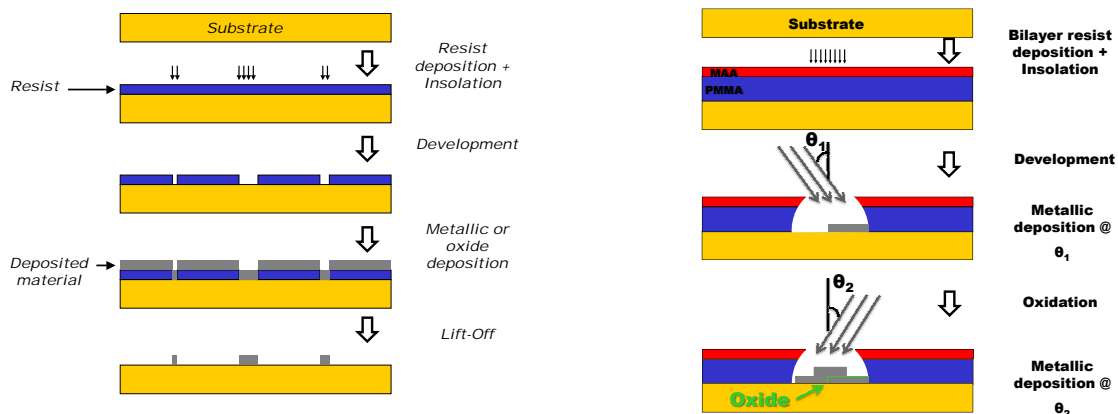 Substrate
Resist
deposition +
Insolation
Resist
Development
Metallic or
oxide
deposition
Deposited
material
Lift-Off
Substrate
Bilayer resist
deposition +
Insolation
MAA
PMMA
θ1
Development
Metallic
deposition @
θ1
θ2
Oxidation
Oxide
Metallic
deposition @
θ2